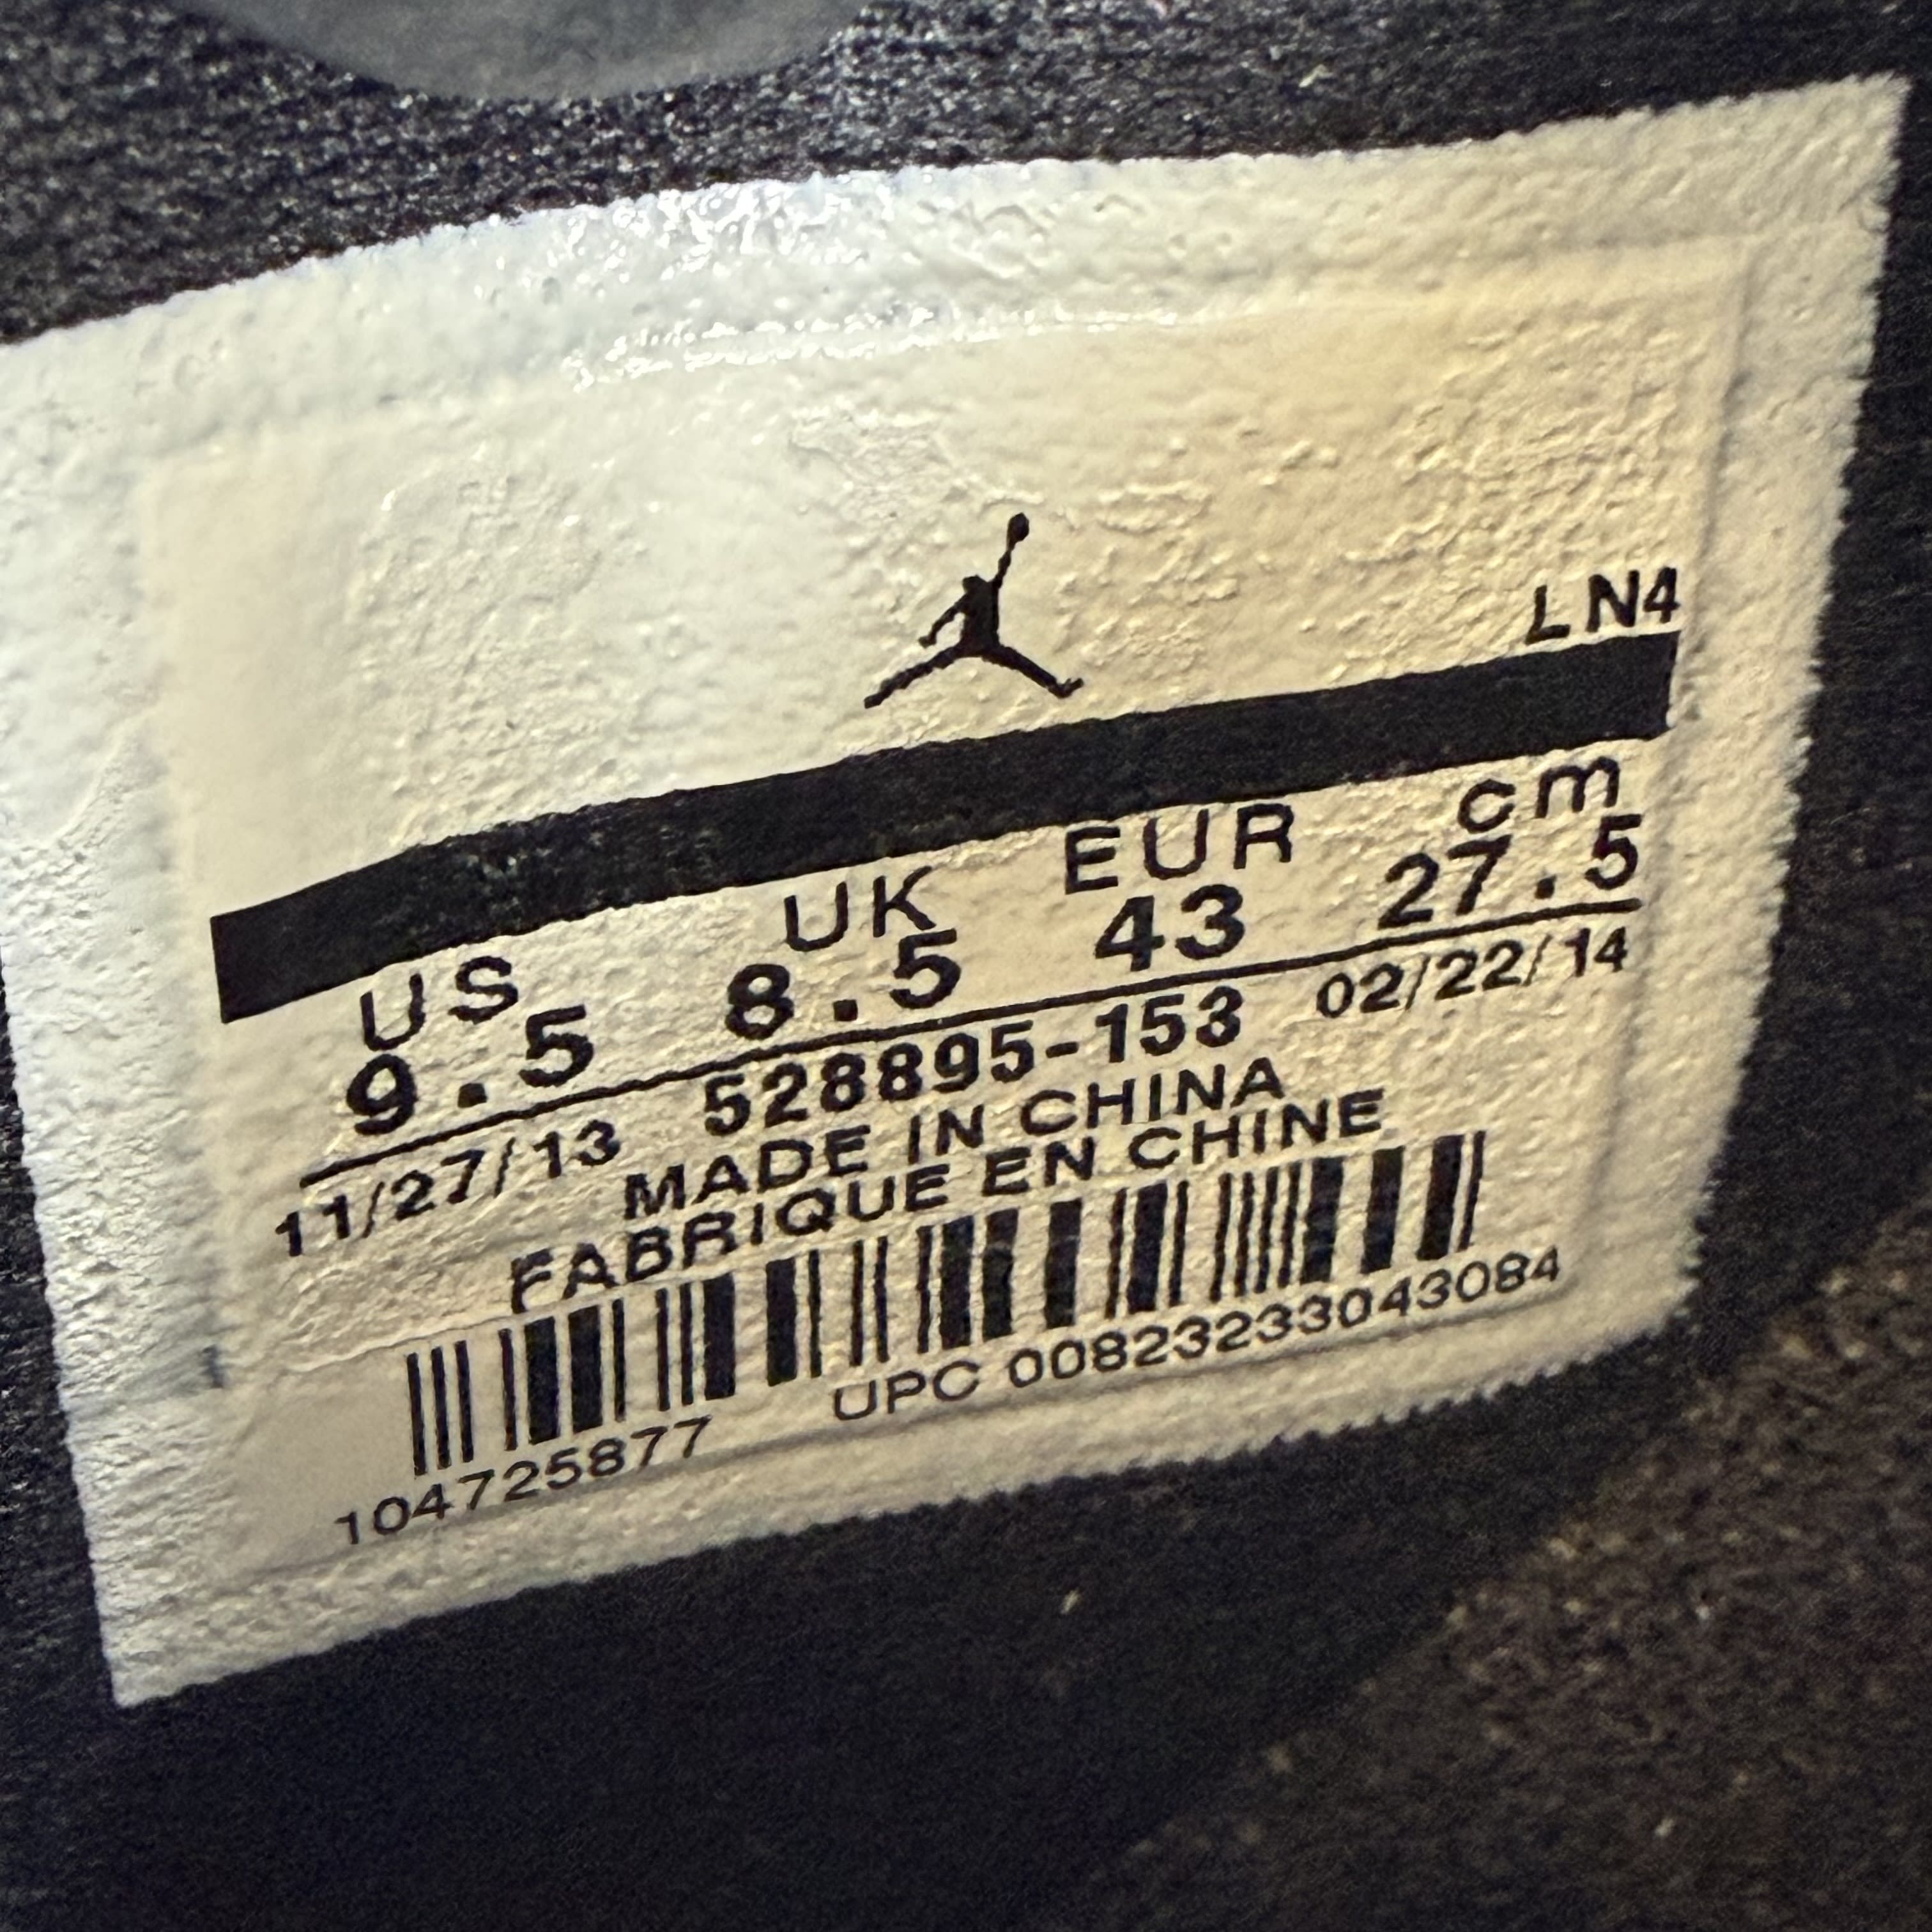 LN4
US UK EUR cm
9.5 8.5 43 27.5
11/27/13 528895-153 02/22/14
MADE IN CHINA
FABRIQUE EN CHINE
104725877 UPC 00823233043084